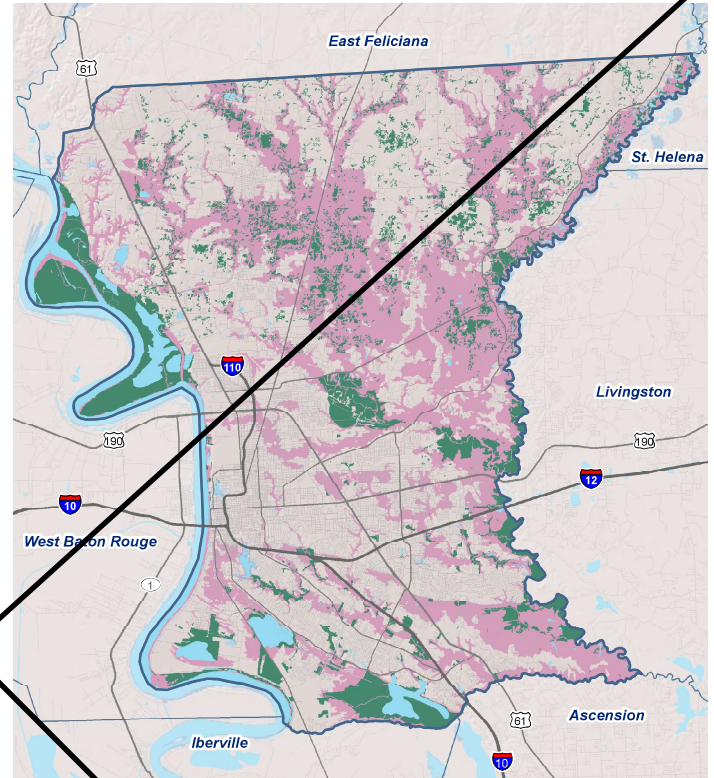 East Feliciana
61
St. Helena
110
Livingston
190
190
12
10
West Baton Rouge
1
Ascension
61
Iberville
10